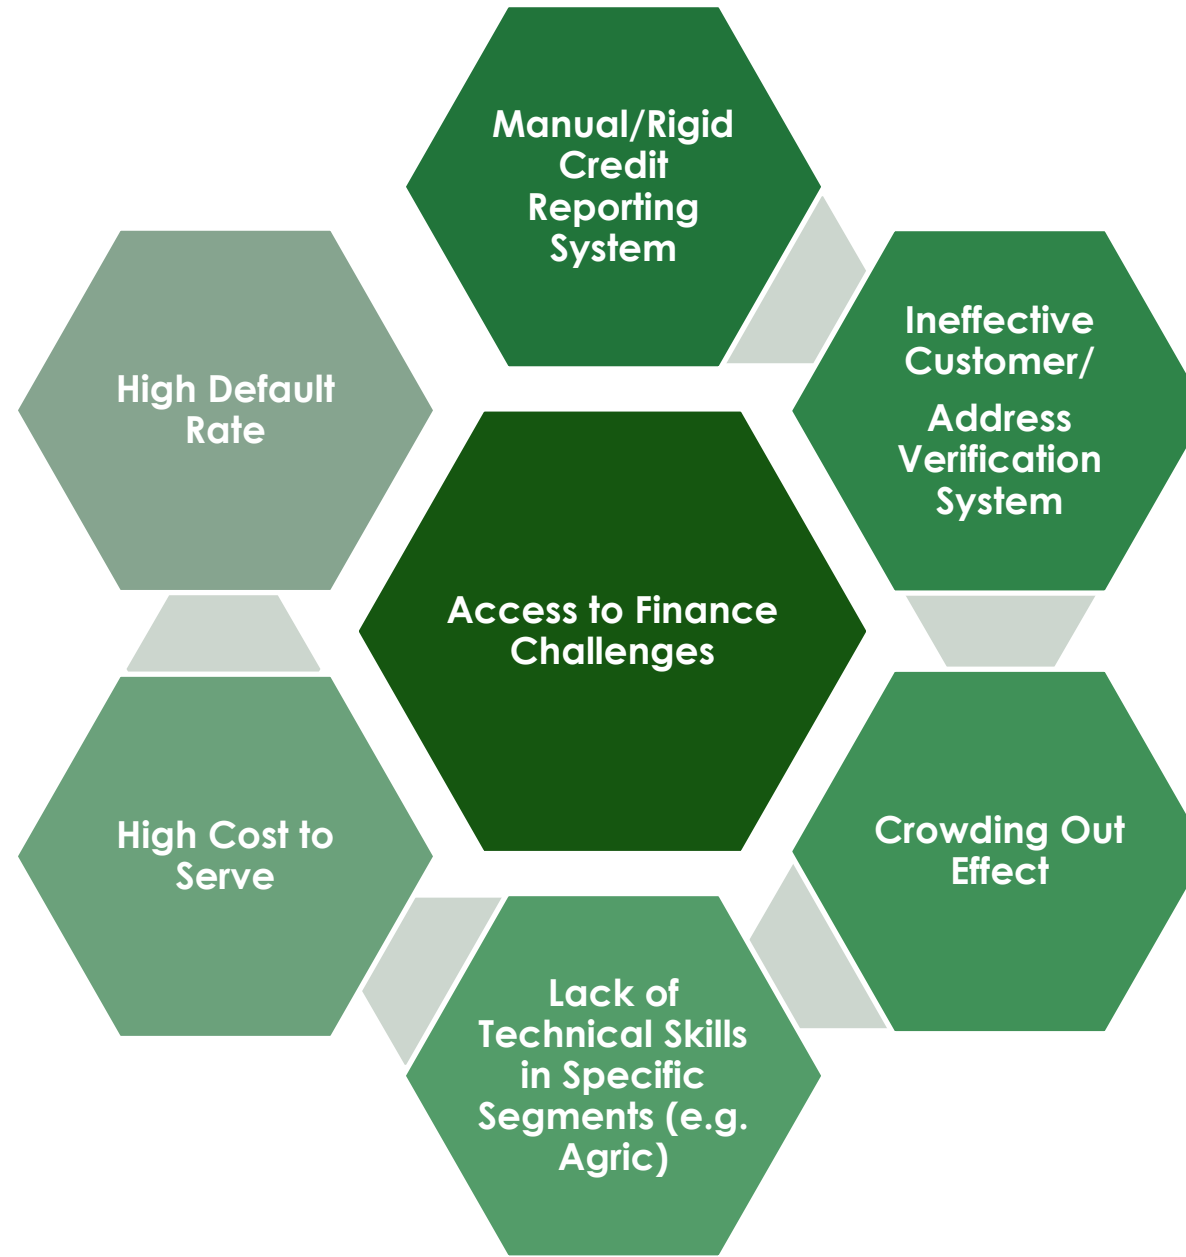 Manual/Rigid
Credit
Reporting
System
Ineffective
Customer/
Address
Verification
System
High Default
Rate
Access to Finance
Challenges
High Cost to
Serve
Crowding Out
Effect
Lack of
Technical Skills
in Specific
Segments (e.g.
Agric)